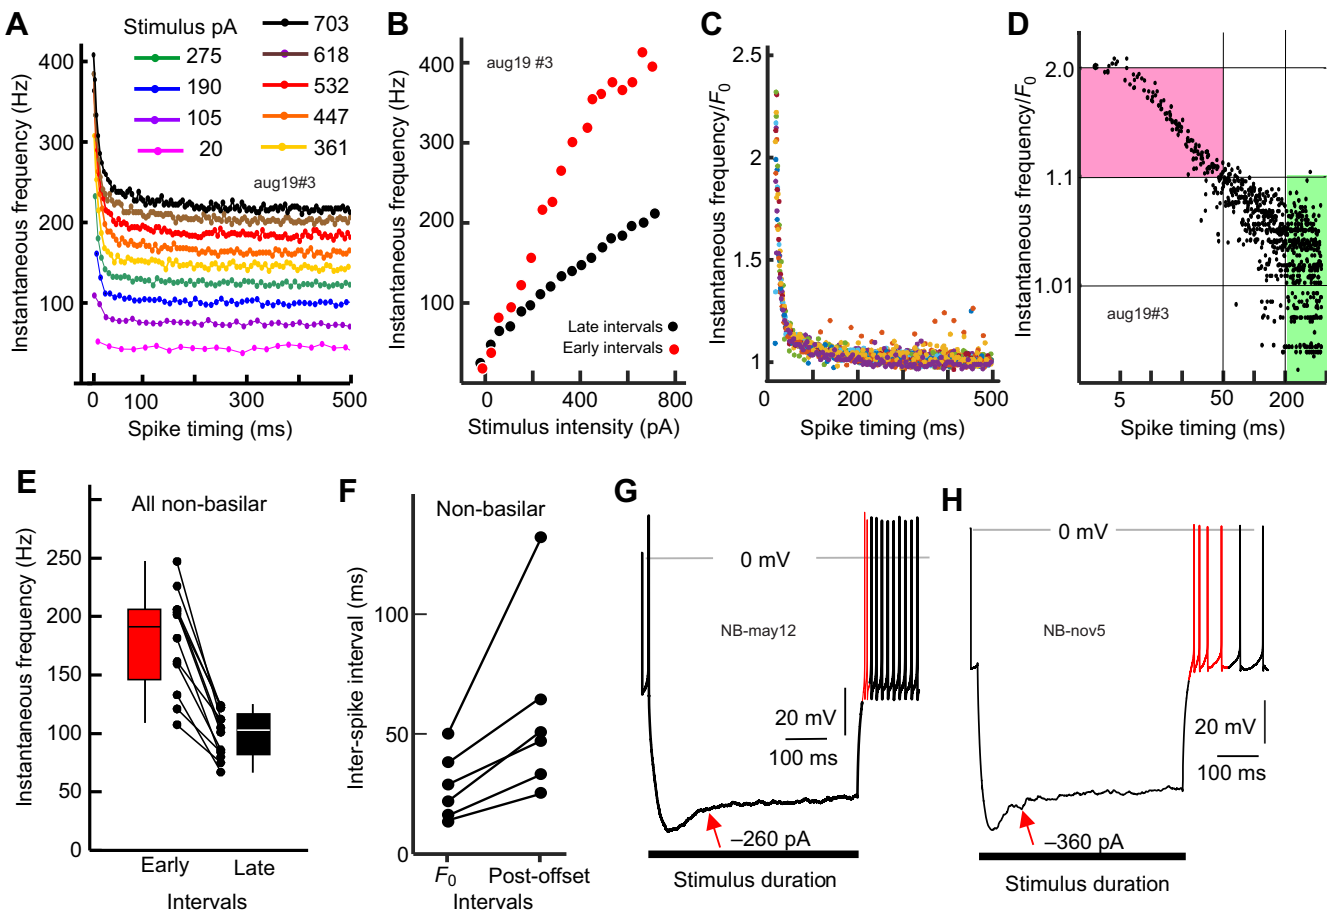 A
Stimulus pA
275
190
105
20
703
618
532
447
361
aug19#3
Instantaneous frequency (Hz)
400
300
200
100
0
100
300
500
Spike timing (ms)
B
aug19 #3
Instantaneous frequency (Hz)
400
300
200
100
Late intervals
Early intervals
0
400
800
Stimulus intensity (pA)
C
Instantaneous frequency/F0
2.5
2
1.5
1
0
200
500
Spike timing (ms)
D
Instantaneous frequency/F0
2.0
1.1
1.01
aug19#3
5
50
200
Spike timing (ms)
E
All non-basilar
Instantaneous frequency (Hz)
250
200
150
100
50
0
Early
Late
Intervals
F
Non-basilar
Inter-spike interval (ms)
100
50
0
F0
Post-offset
Intervals
G
0 mV
NB-may12
20 mV
100 ms
–260 pA
Stimulus duration
H
0 mV
NB-nov5
20 mV
100 ms
–360 pA
Stimulus duration